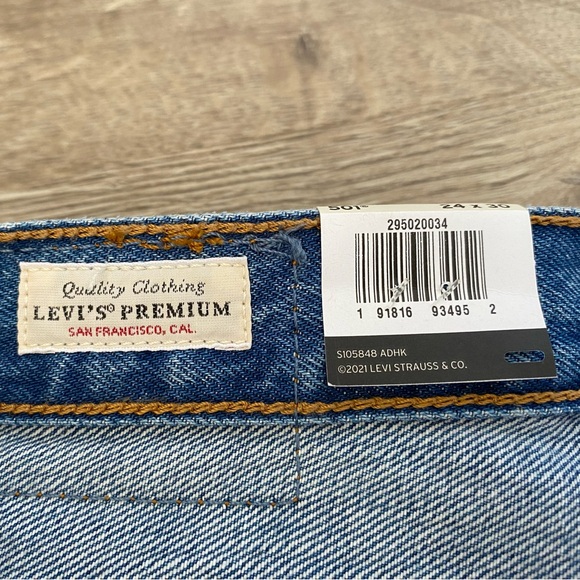 Quality Clothing
LEVI'S® PREMIUM
SAN FRANCISCO, CAL.
501®
24 x 30
295020034
1 91816 93495 2
S105848 ADHK
©2021 LEVI STRAUSS & CO.